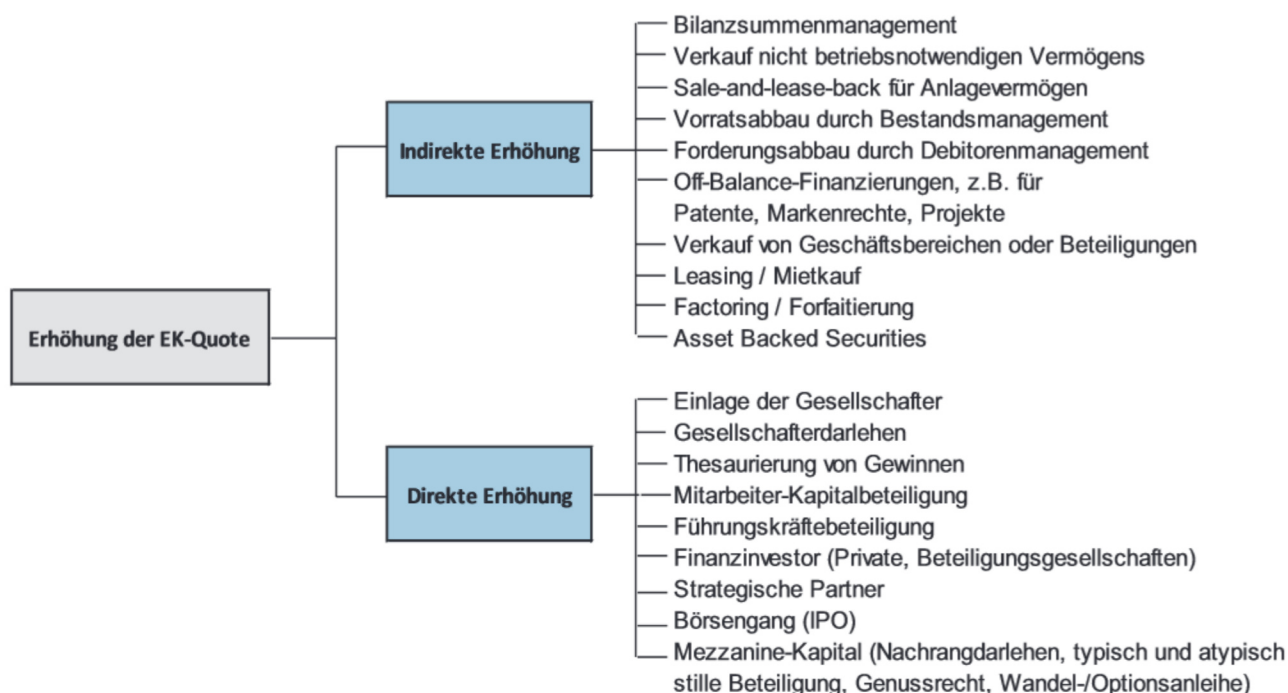 Erhöhung der EK-Quote
Indirekte Erhöhung
Bilanzsummenmanagement
Verkauf nicht betriebsnotwendigen Vermögens
Sale-and-lease-back für Anlagevermögen
Vorratsabbau durch Bestandsmanagement
Forderungsabbau durch Debitorenmanagement
Off-Balance-Finanzierungen, z.B. für
Patente, Markenrechte, Projekte
Verkauf von Geschäftsbereichen oder Beteiligungen
Leasing / Mietkauf
Factoring / Forfaitierung
Asset Backed Securities
Direkte Erhöhung
Einlage der Gesellschafter
Gesellschafterdarlehen
Thesaurierung von Gewinnen
Mitarbeiter-Kapitalbeteiligung
Führungskräftebeteiligung
Finanzinvestor (Private, Beteiligungsgesellschaften)
Strategische Partner
Börsengang (IPO)
Mezzanine-Kapital (Nachrangdarlehen, typisch und atypisch
stille Beteiligung, Genussrecht, Wandel-/Optionsanleihe)